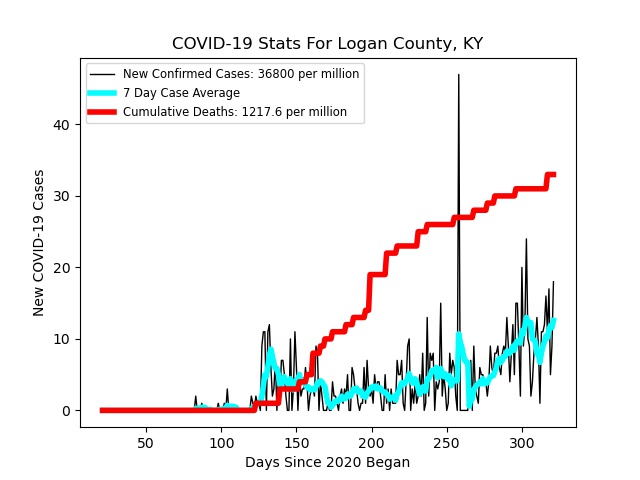 COVID-19 Stats For Logan County, KY
New Confirmed Cases: 36800 per million
7 Day Case Average
Cumulative Deaths: 1217.6 per million
New COVID-19 Cases
40
30
20
10
0
50 100 150 200 250 300
Days Since 2020 Began